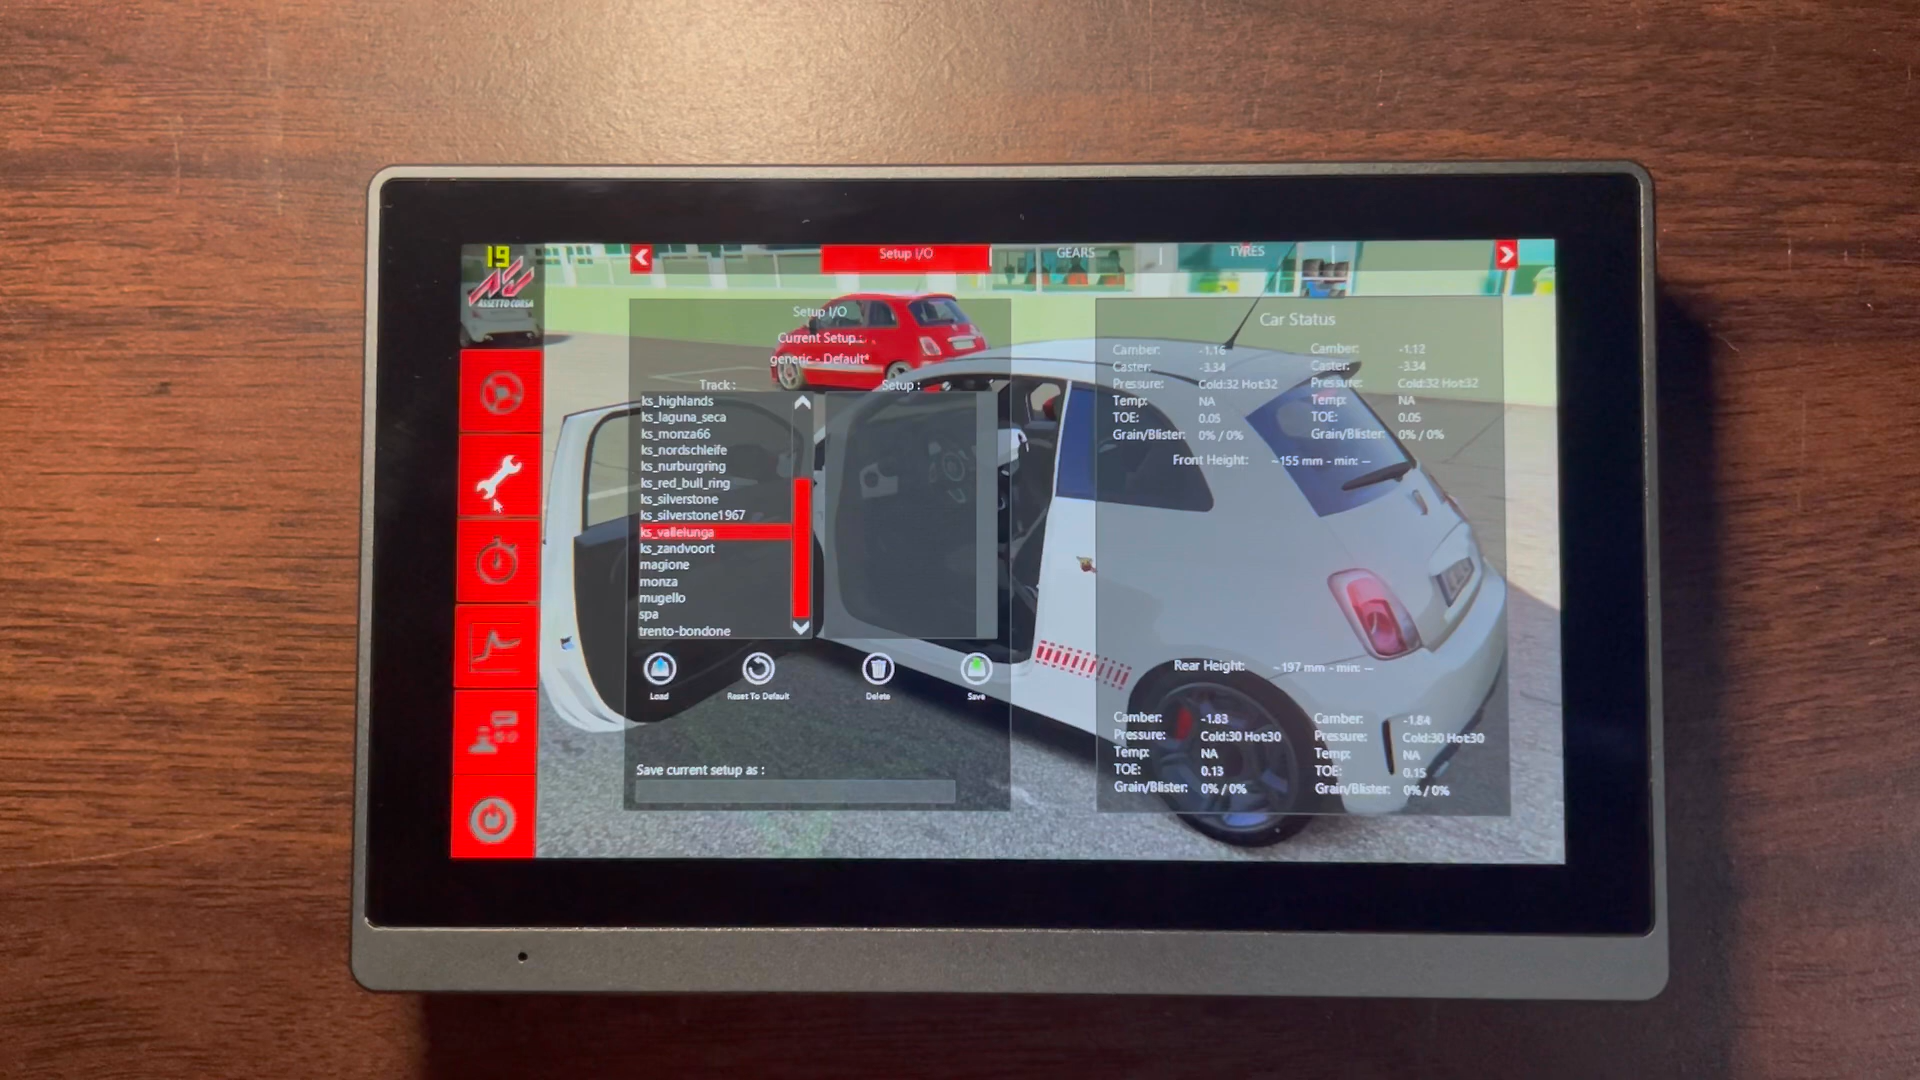 19
ASSETTO CORSA
Setup I/O
GEARS
TYRES
Setup I/O
Current Setup :
generic - Default*
Track :
Setup :
ks_highlands
ks_laguna_seca
ks_monza66
ks_nordschleife
ks_nurburgring
ks_red_bull_ring
ks_silverstone
ks_silverstone1967
ks_vallelunga
ks_zandvoort
magione
monza
mugello
spa
trento-bondone
Load
Reset To Default
Delete
Save
Save current setup as :
Car Status
Camber: -1.16 Camber: -1.12
Caster: -3.34 Caster: -3.34
Pressure: Cold:32 Hot:32 Pressure: Cold:32 Hot:32
Temp: NA Temp: NA
TOE: 0.05 TOE: 0.05
Grain/Blister: 0% / 0% Grain/Blister: 0% / 0%
Front Height: ~155 mm - min: --
Rear Height: ~197 mm - min: --
Camber: -1.83 Camber: -1.84
Pressure: Cold:30 Hot:30 Pressure: Cold:30 Hot:30
Temp: NA Temp: NA
TOE: 0.13 TOE: 0.15
Grain/Blister: 0% / 0% Grain/Blister: 0% / 0%